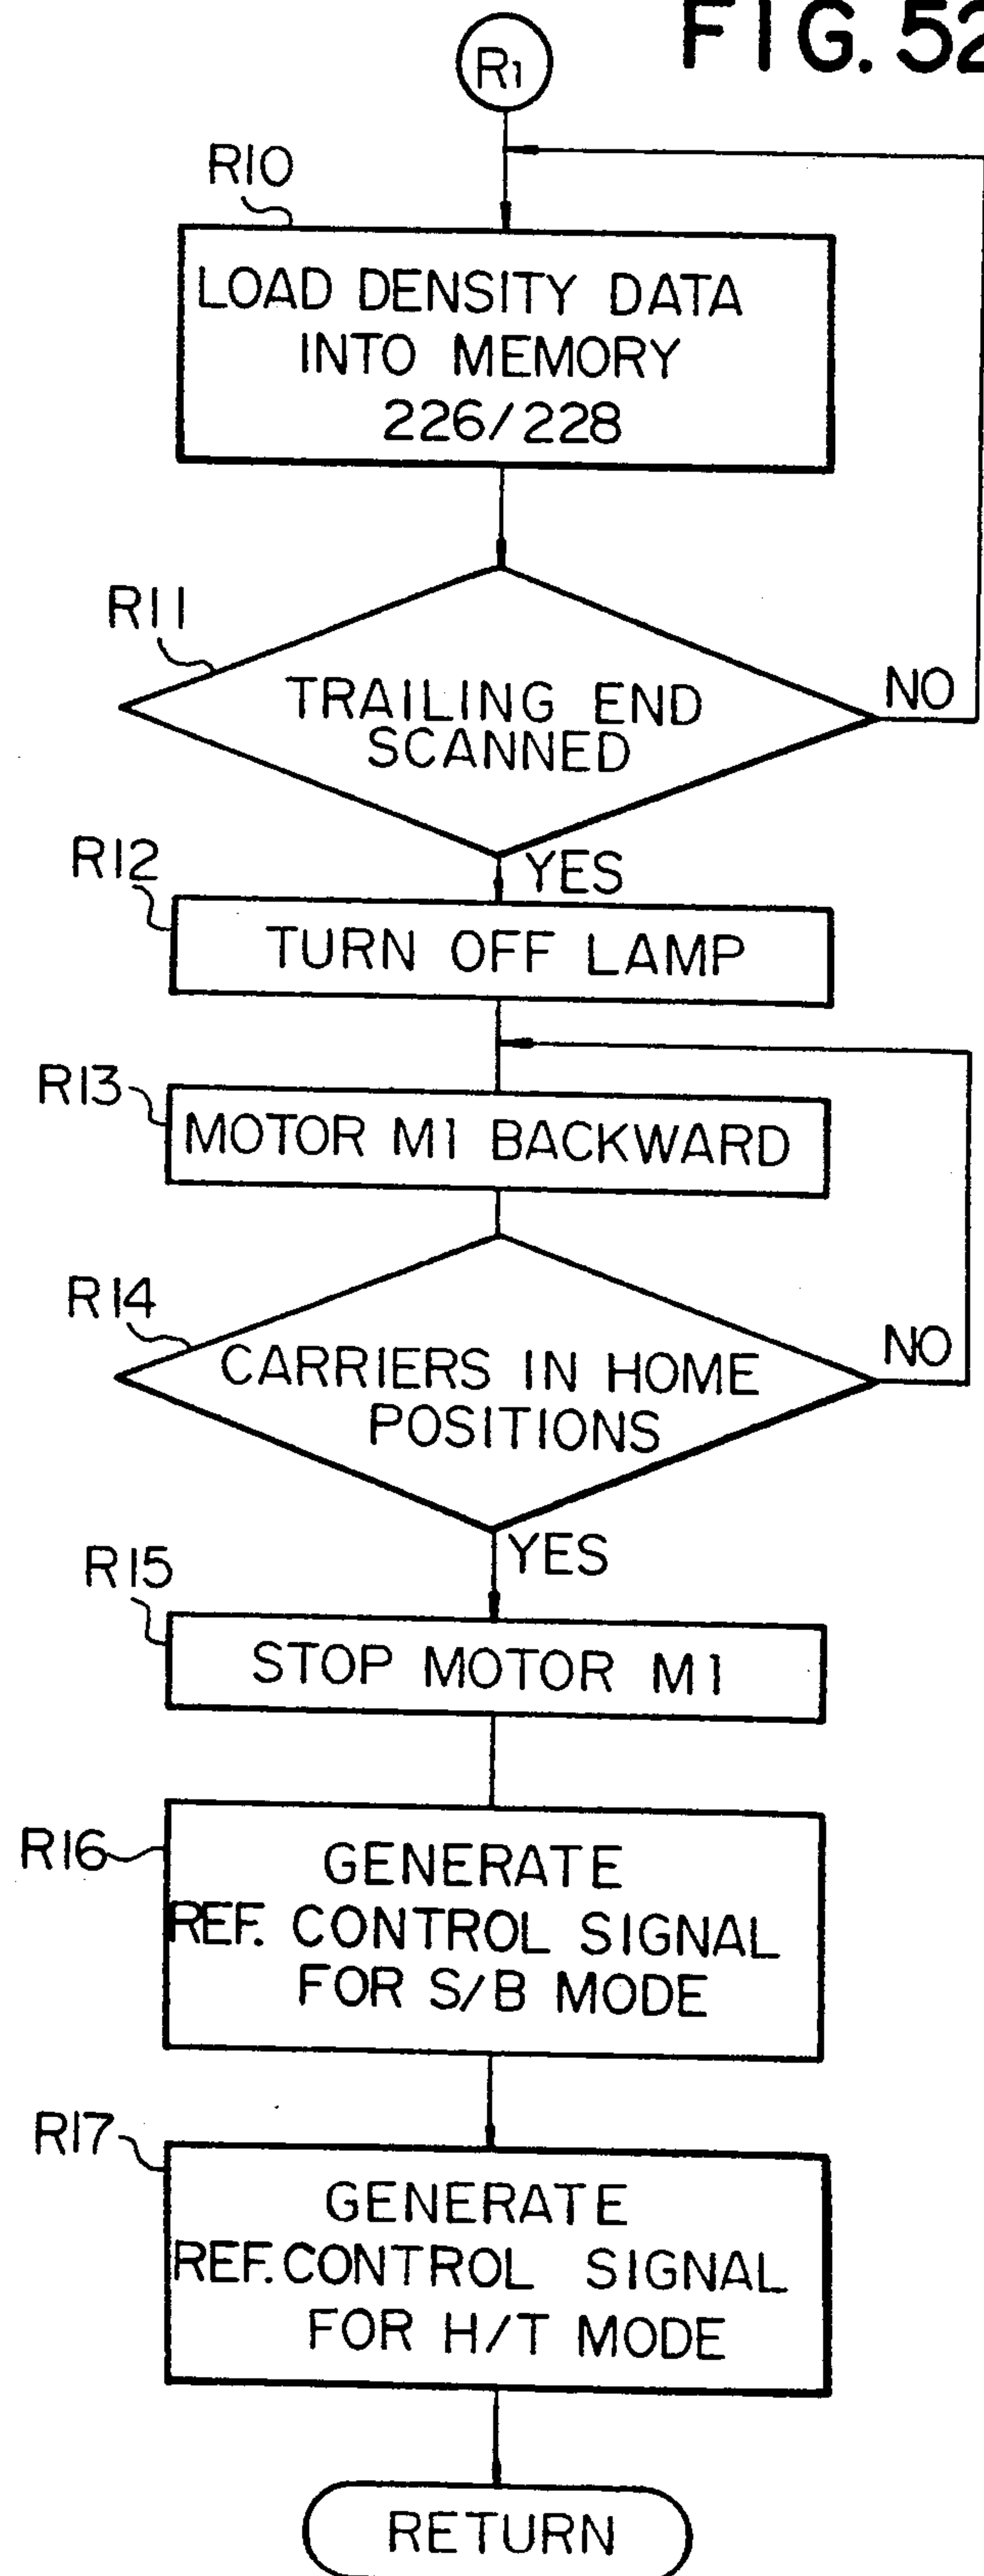 FIG. 52
R1
R10
LOAD DENSITY DATA
INTO MEMORY
226/228
R11
TRAILING END
SCANNED
NO
YES
R12
TURN OFF LAMP
R13
MOTOR M1 BACKWARD
R14
CARRIERS IN HOME
POSITIONS
NO
YES
R15
STOP MOTOR M1
R16
GENERATE
REF. CONTROL SIGNAL
FOR S/B MODE
R17
GENERATE
REF. CONTROL SIGNAL
FOR H/T MODE
RETURN